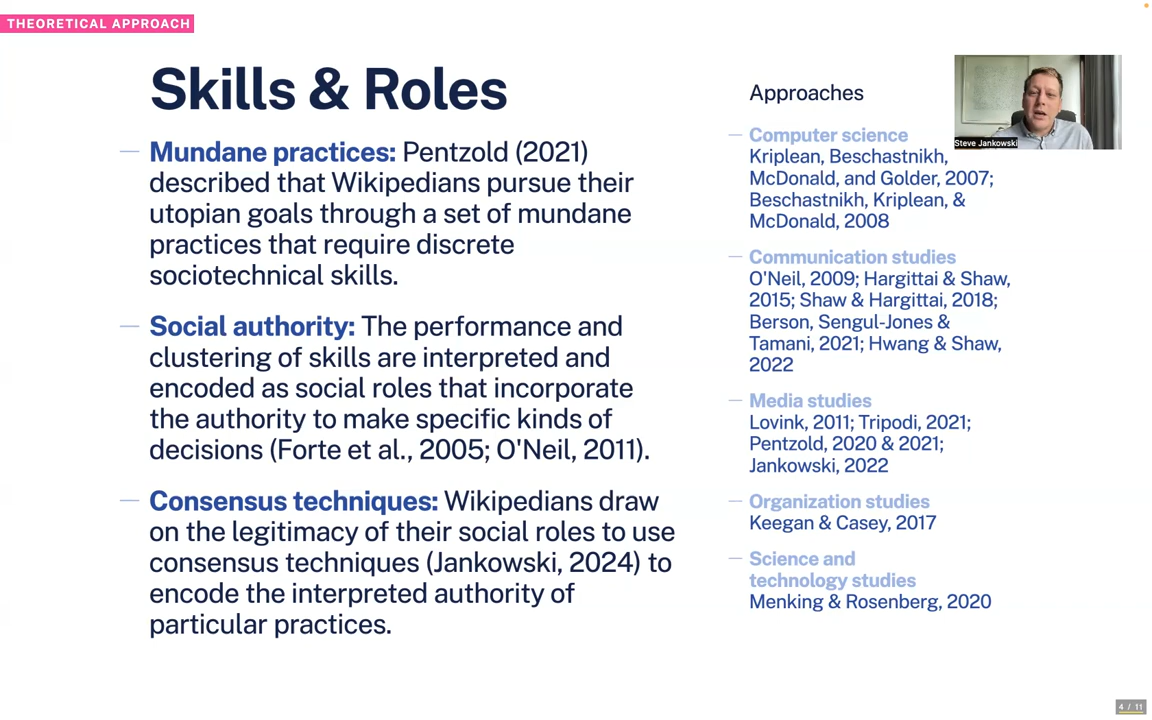 THEORETICAL APPROACH
Skills & Roles
— Mundane practices: Pentzold (2021)
described that Wikipedians pursue their
utopian goals through a set of mundane
practices that require discrete
sociotechnical skills.
— Social authority: The performance and
clustering of skills are interpreted and
encoded as social roles that incorporate
the authority to make specific kinds of
decisions (Forte et al., 2005; O'Neil, 2011).
— Consensus techniques: Wikipedians draw
on the legitimacy of their social roles to use
consensus techniques (Jankowski, 2024) to
encode the interpreted authority of
particular practices.
Approaches
— Computer science
Kriplean, Beschastnikh,
McDonald, and Golder, 2007;
Beschastnikh, Kriplean, &
McDonald, 2008
— Communication studies
O'Neil, 2009; Hargittai & Shaw,
2015; Shaw & Hargittai, 2018;
Berson, Sengul-Jones &
Tamani, 2021; Hwang & Shaw,
2022
— Media studies
Lovink, 2011; Tripodi, 2021;
Pentzold, 2020 & 2021;
Jankowski, 2022
— Organization studies
Keegan & Casey, 2017
— Science and
technology studies
Menking & Rosenberg, 2020
Steve Jankowski
4 / 11